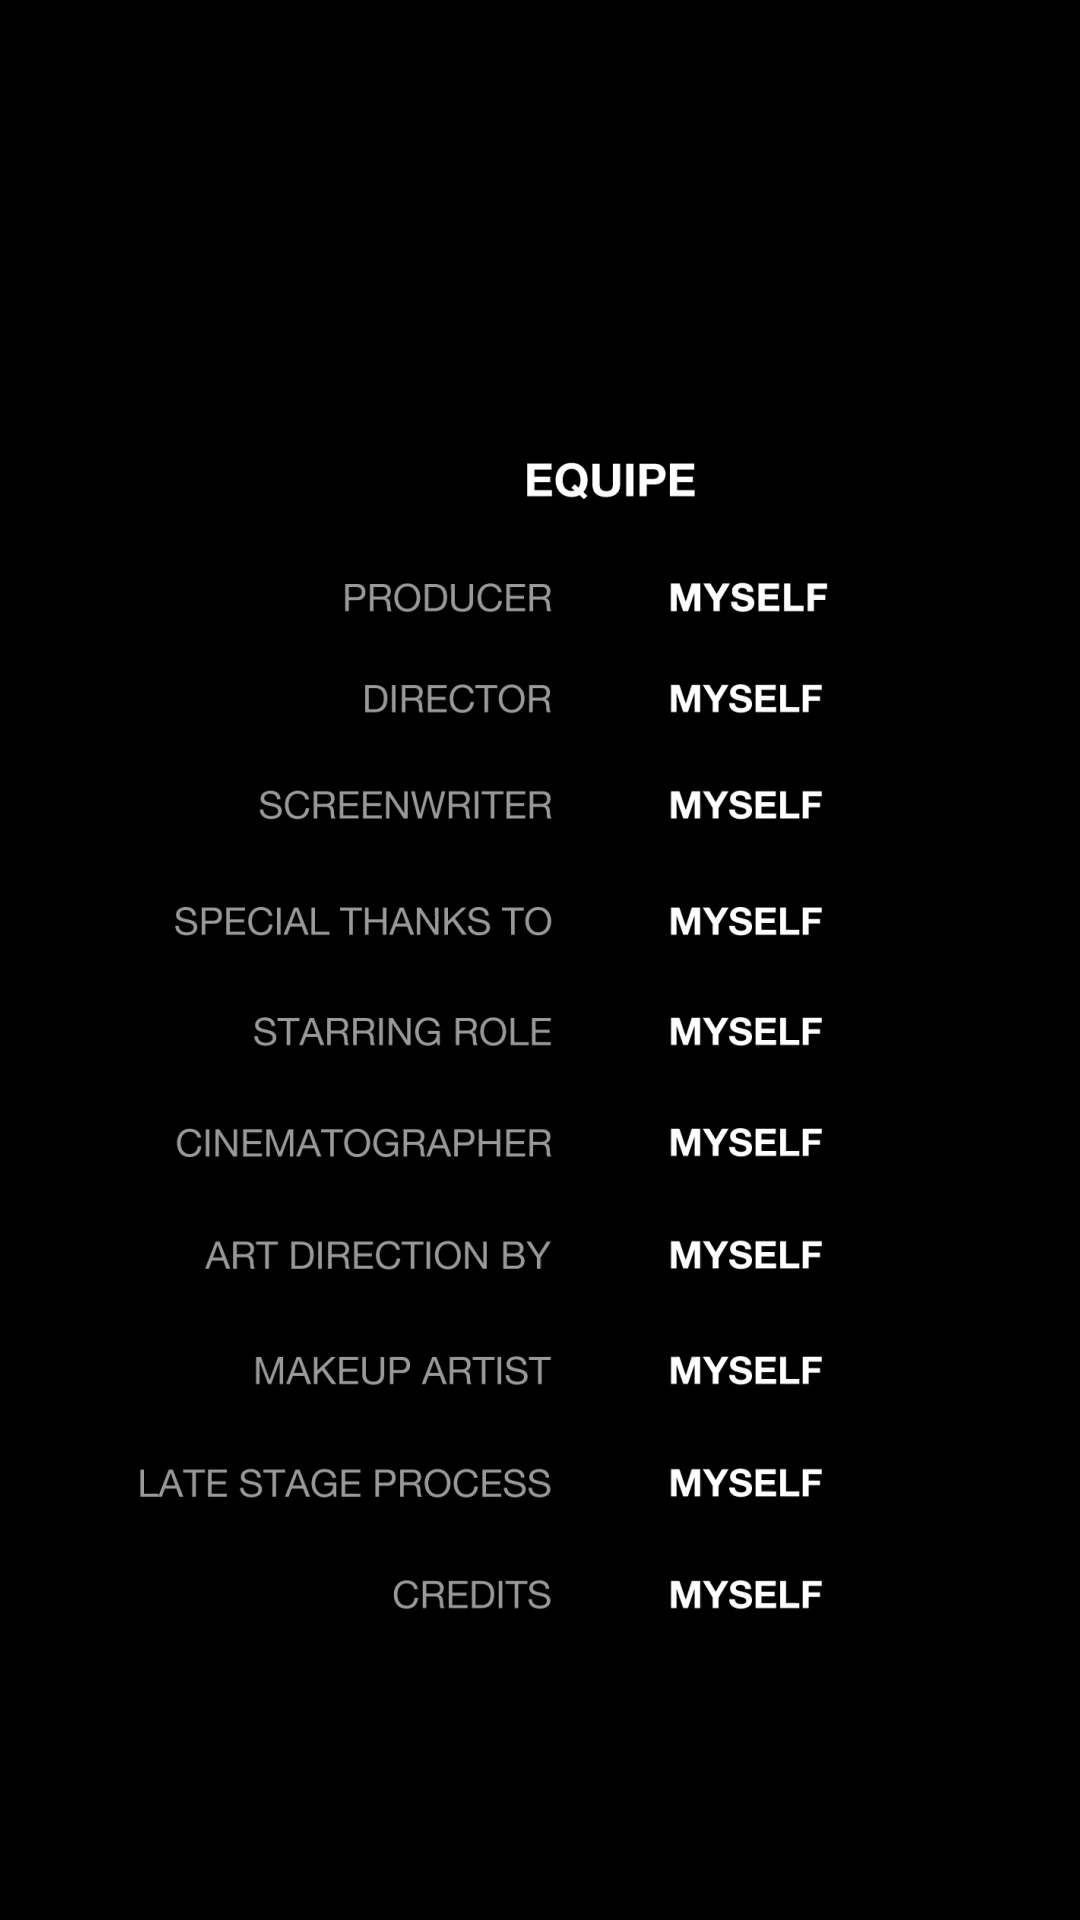 EQUIPE
PRODUCER MYSELF
DIRECTOR MYSELF
SCREENWRITER MYSELF
SPECIAL THANKS TO MYSELF
STARRING ROLE MYSELF
CINEMATOGRAPHER MYSELF
ART DIRECTION BY MYSELF
MAKEUP ARTIST MYSELF
LATE STAGE PROCESS MYSELF
CREDITS MYSELF